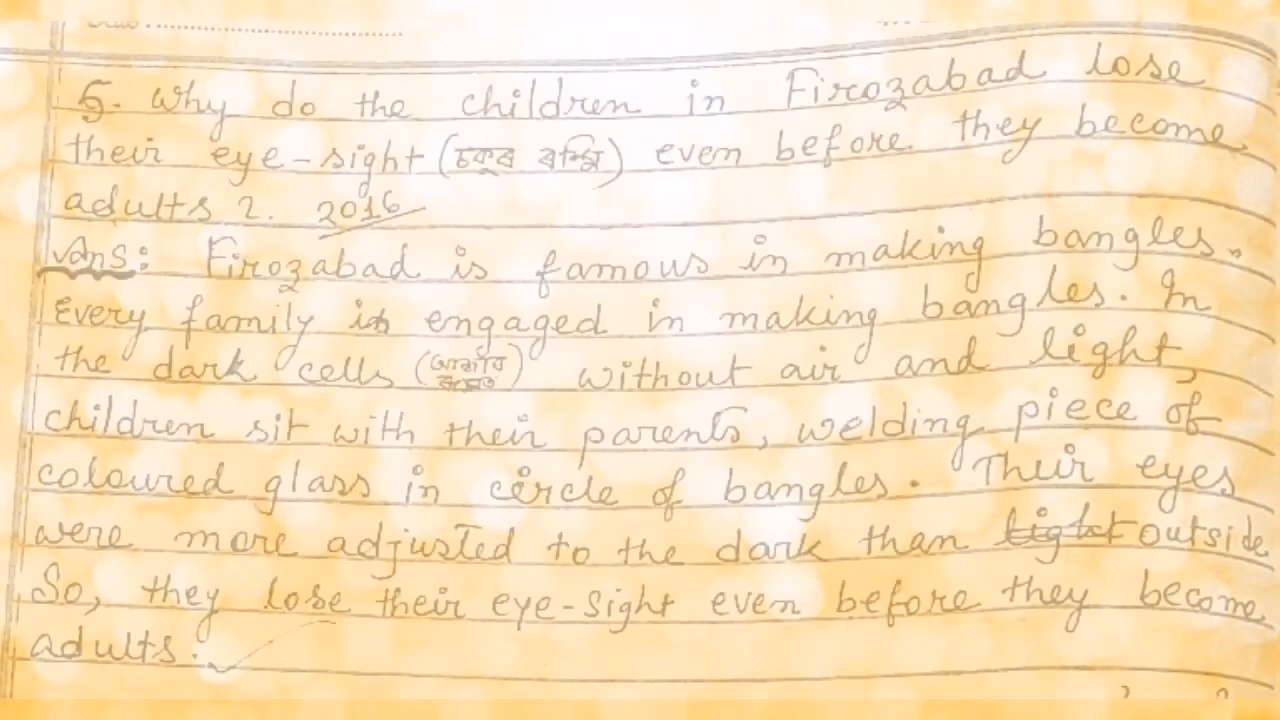 5. Why do the children in Firozabad lose
their eye-sight (চকুৰ ৰশ্মি) even before they become
adults ?. 2016
Ans: Firozabad is famous in making bangles.
Every family is engaged in making bangles. In
the dark cells without air and light,
children sit with their parents, welding piece of
coloured glass in circle of bangles. Their eyes
were more adjusted to the dark than light outside
So, they lose their eye-sight even before they become
adults.